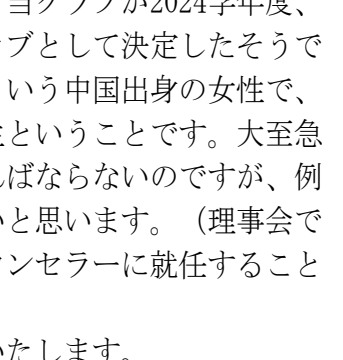 当クラブが2024学年度、
ブとして決定したそうで
いう中国出身の女性で、
ということです。大至急
ばならないのですが、例
と思います。（理事会で
ンセラーに就任すること
たします。